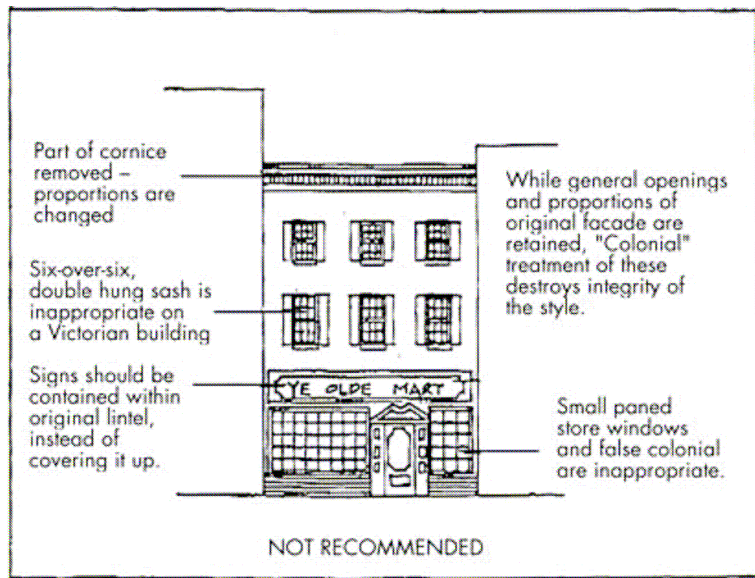 Part of cornice
removed –
proportions are
changed
Six-over-six,
double hung sash is
inappropriate on
a Victorian building
Signs should be
contained within
original lintel,
instead of
covering it up.
YE OLDE MART
While general openings
and proportions of
original facade are
retained, "Colonial"
treatment of these
destroys integrity of
the style.
Small paned
store windows
and false colonial
are inappropriate.
NOT RECOMMENDED